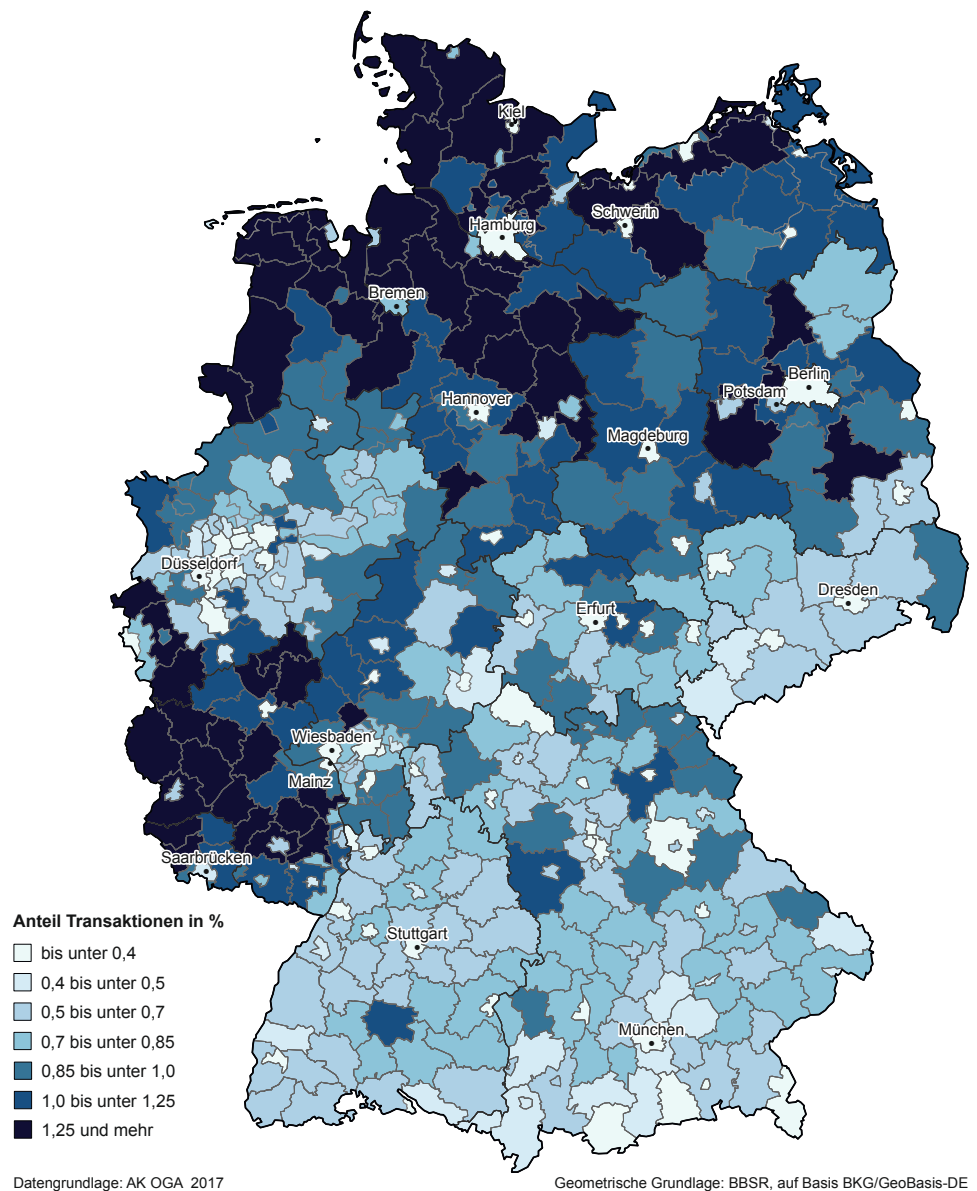 Kiel
Schwerin
Hamburg
Bremen
Berlin
Potsdam
Hannover
Magdeburg
Düsseldorf
Dresden
Erfurt
Wiesbaden
Mainz
Saarbrücken
Anteil Transaktionen in %
bis unter 0,4
0,4 bis unter 0,5
0,5 bis unter 0,7
0,7 bis unter 0,85
0,85 bis unter 1,0
1,0 bis unter 1,25
1,25 und mehr
Stuttgart
München
Datengrundlage: AK OGA 2017
Geometrische Grundlage: BBSR, auf Basis BKG/GeoBasis-DE